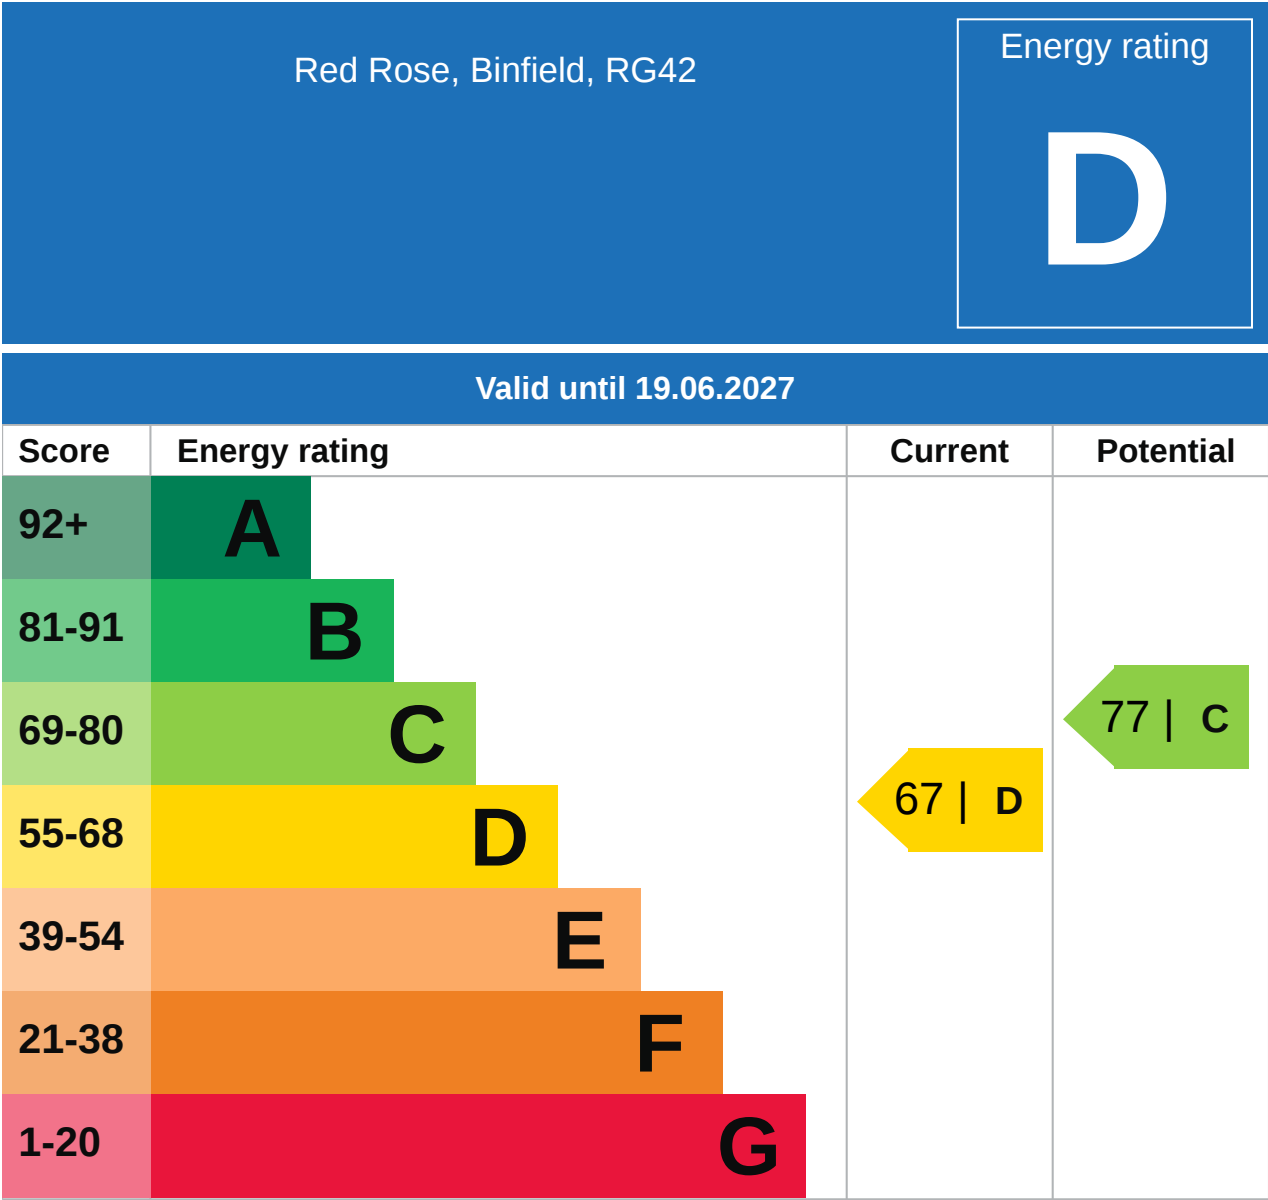 Red Rose, Binfield, RG42
Energy rating
D
Valid until 19.06.2027
Score Energy rating Current Potential
92+ A
81-91 B
69-80 C
77 | C
55-68 D
67 | D
39-54 E
21-38 F
1-20 G